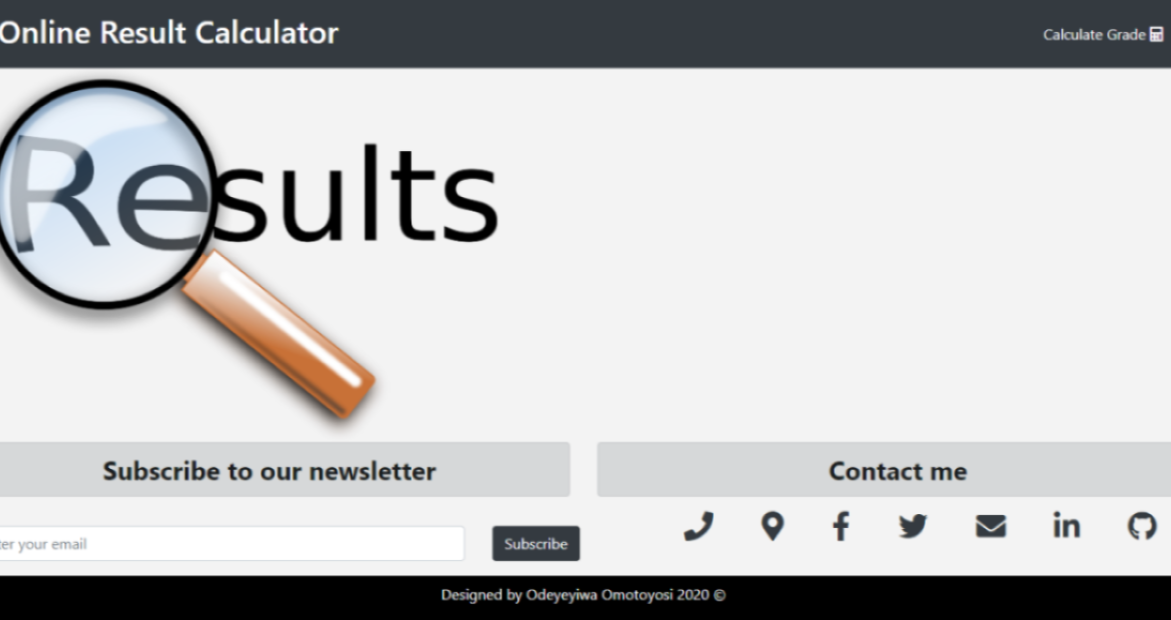 Online Result Calculator
Calculate Grade
Results
Subscribe to our newsletter
Contact me
ter your email
Subscribe
Designed by Odeyeyiwa Omotoyosi 2020 ©